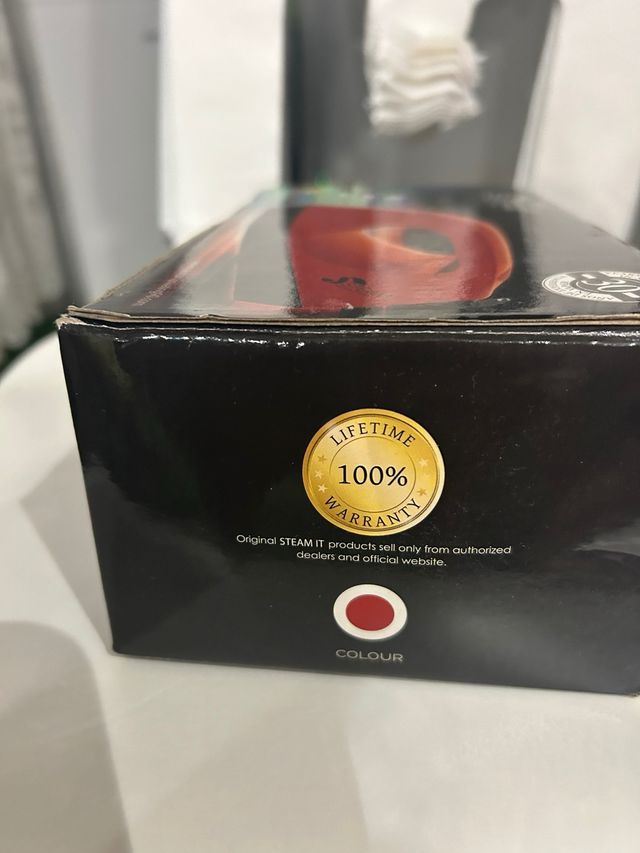 LIFETIME
100%
WARRANTY
Original STEAM IT products sell only from authorized
dealers and official website.
COLOUR